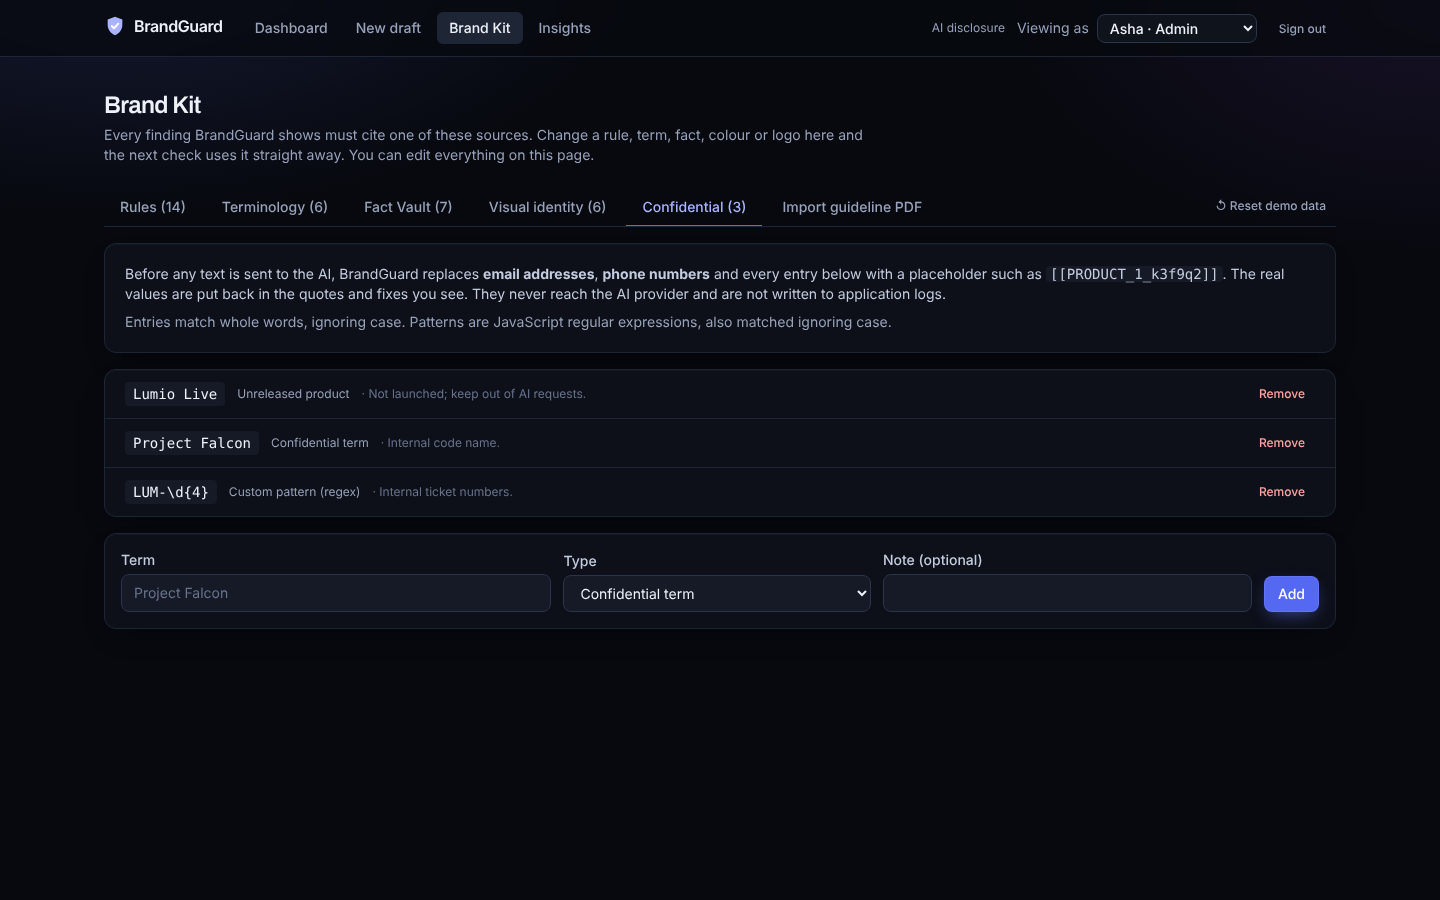 BrandGuard Dashboard New draft Brand Kit Insights AI disclosure Viewing as Asha · Admin Sign out
Brand Kit
Every finding BrandGuard shows must cite one of these sources. Change a rule, term, fact, colour or logo here and
the next check uses it straight away. You can edit everything on this page.
Rules (14) Terminology (6) Fact Vault (7) Visual identity (6) Confidential (3) Import guideline PDF ↺ Reset demo data
Before any text is sent to the AI, BrandGuard replaces email addresses, phone numbers and every entry below with a placeholder such as [[PRODUCT_1_k3f9q2]]. The real
values are put back in the quotes and fixes you see. They never reach the AI provider and are not written to application logs.
Entries match whole words, ignoring case. Patterns are JavaScript regular expressions, also matched ignoring case.
Lumio Live Unreleased product · Not launched; keep out of AI requests. Remove
Project Falcon Confidential term · Internal code name. Remove
LUM-\d{4} Custom pattern (regex) · Internal ticket numbers. Remove
Term Type Note (optional)
Project Falcon Confidential term Add